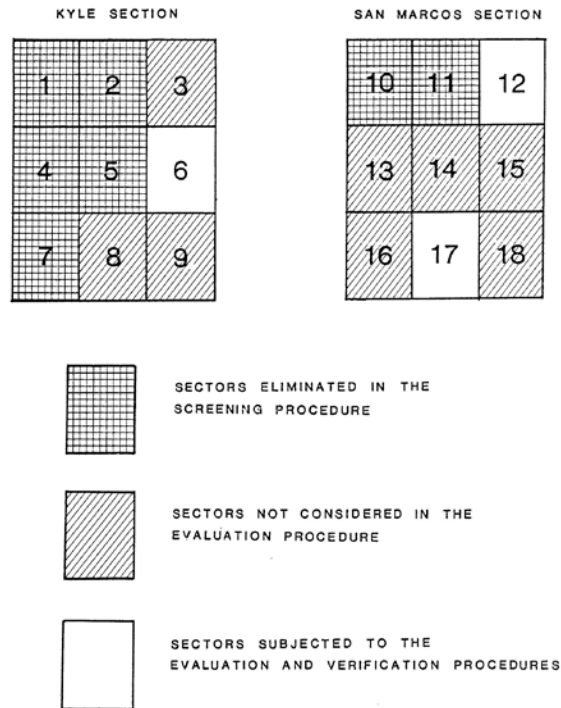 KYLE SECTION
SAN MARCOS SECTION
1 2 3
4 5 6
7 8 9
10 11 12
13 14 15
16 17 18
SECTORS ELIMINATED IN THE
SCREENING PROCEDURE
SECTORS NOT CONSIDERED IN THE
EVALUATION PROCEDURE
SECTORS SUBJECTED TO THE
EVALUATION AND VERIFICATION PROCEDURES